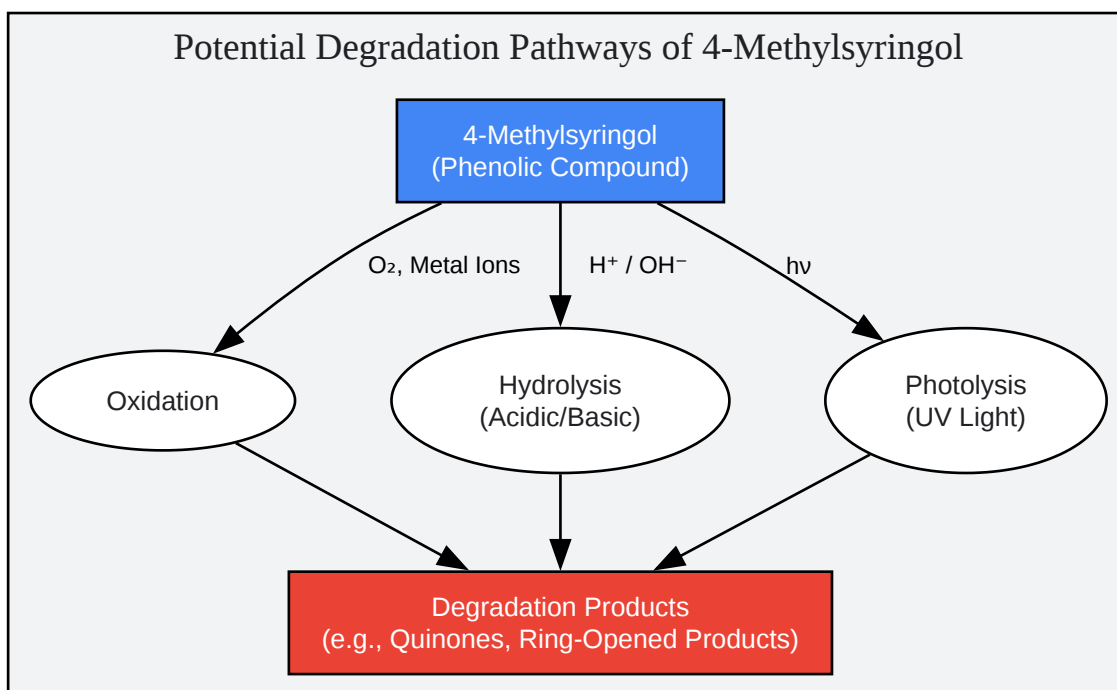 Potential Degradation Pathways of 4-Methylsyringol
4-Methylsyringol
(Phenolic Compound)
O₂, Metal Ions
H⁺ / OH⁻
hν
Oxidation
Hydrolysis
(Acidic/Basic)
Photolysis
(UV Light)
Degradation Products
(e.g., Quinones, Ring-Opened Products)